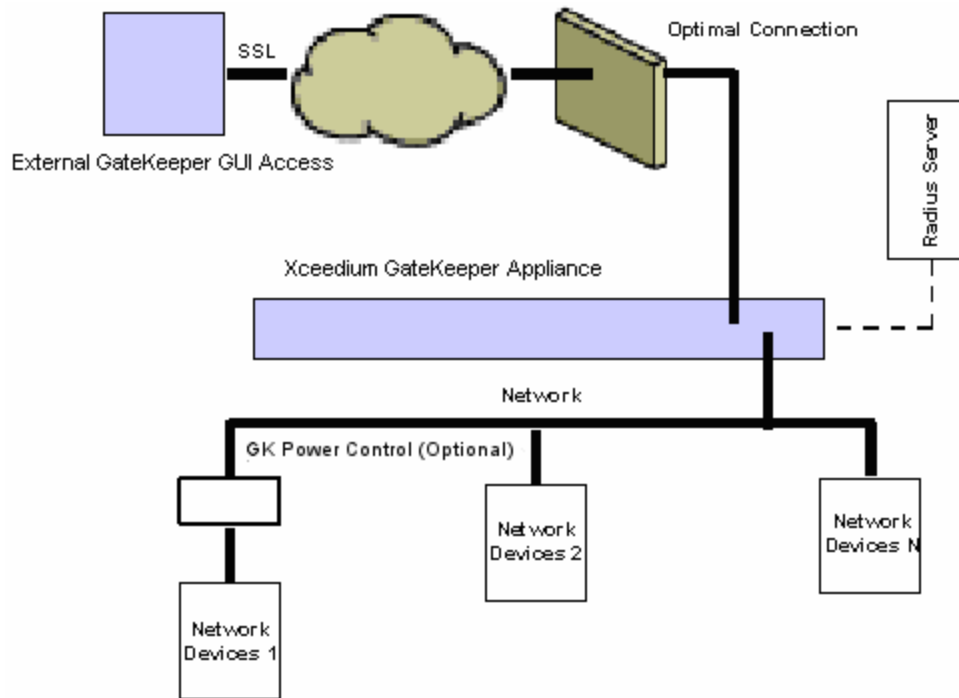 SSL
Optimal Connection
External GateKeeper GUI Access
Radius Server
Xceedium GateKeeper Appliance
Network
GK Power Control (Optional)
Network
Devices 2
Network
Devices N
Network
Devices 1